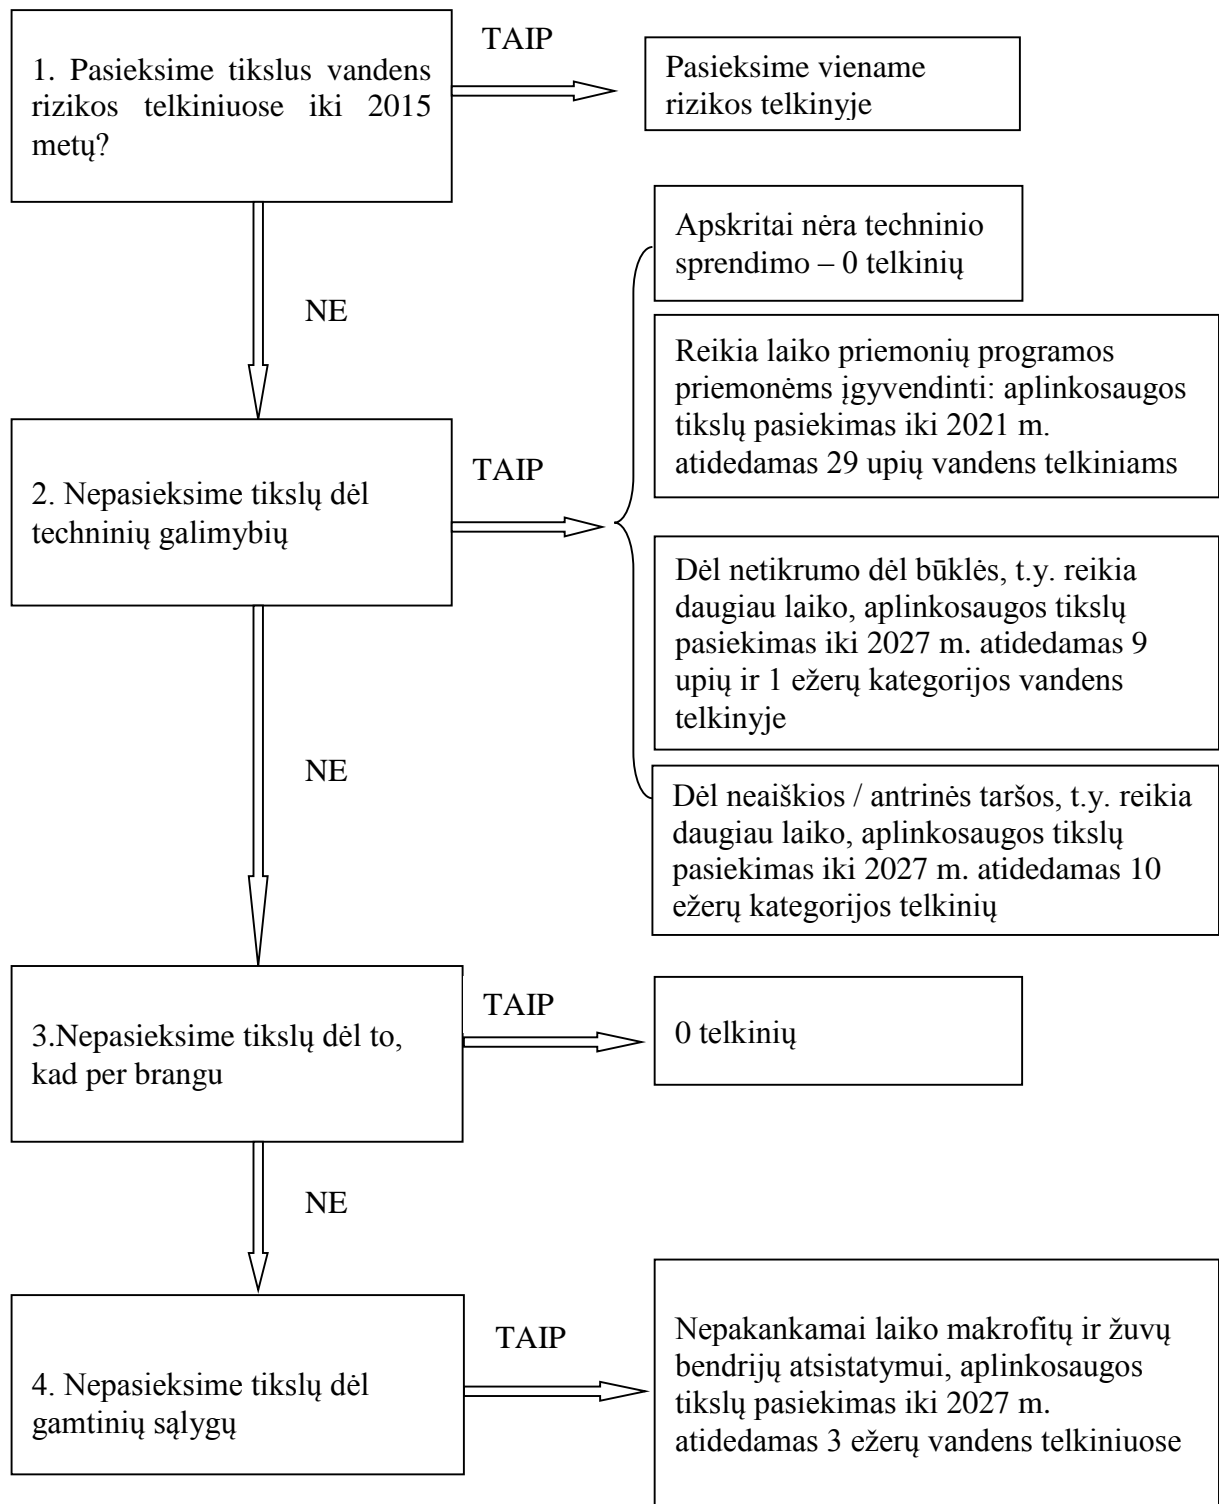 1. Pasieksime tikslus vandens
rizikos telkiniuose iki 2015
metų?
TAIP
Pasieksime viename
rizikos telkinyje
NE
2. Nepasieksime tikslų dėl
techninių galimybių
TAIP
Apskritai nėra techninio
sprendimo – 0 telkinių
Reikia laiko priemonių programos
priemonėms įgyvendinti: aplinkosaugos
tikslų pasiekimas iki 2021 m.
atidedamas 29 upių vandens telkiniams
Dėl netikrumo dėl būklės, t.y. reikia
daugiau laiko, aplinkosaugos tikslų
pasiekimas iki 2027 m. atidedamas 9
upių ir 1 ežerų kategorijos vandens
telkinyje
Dėl neaiškios / antrinės taršos, t.y. reikia
daugiau laiko, aplinkosaugos tikslų
pasiekimas iki 2027 m. atidedamas 10
ežerų kategorijos telkinių
NE
3.Nepasieksime tikslų dėl to,
kad per brangu
TAIP
0 telkinių
NE
4. Nepasieksime tikslų dėl
gamtinių sąlygų
TAIP
Nepakankamai laiko makrofitų ir žuvų
bendrijų atsistatymui, aplinkosaugos
tikslų pasiekimas iki 2027 m.
atidedamas 3 ežerų vandens telkiniuose